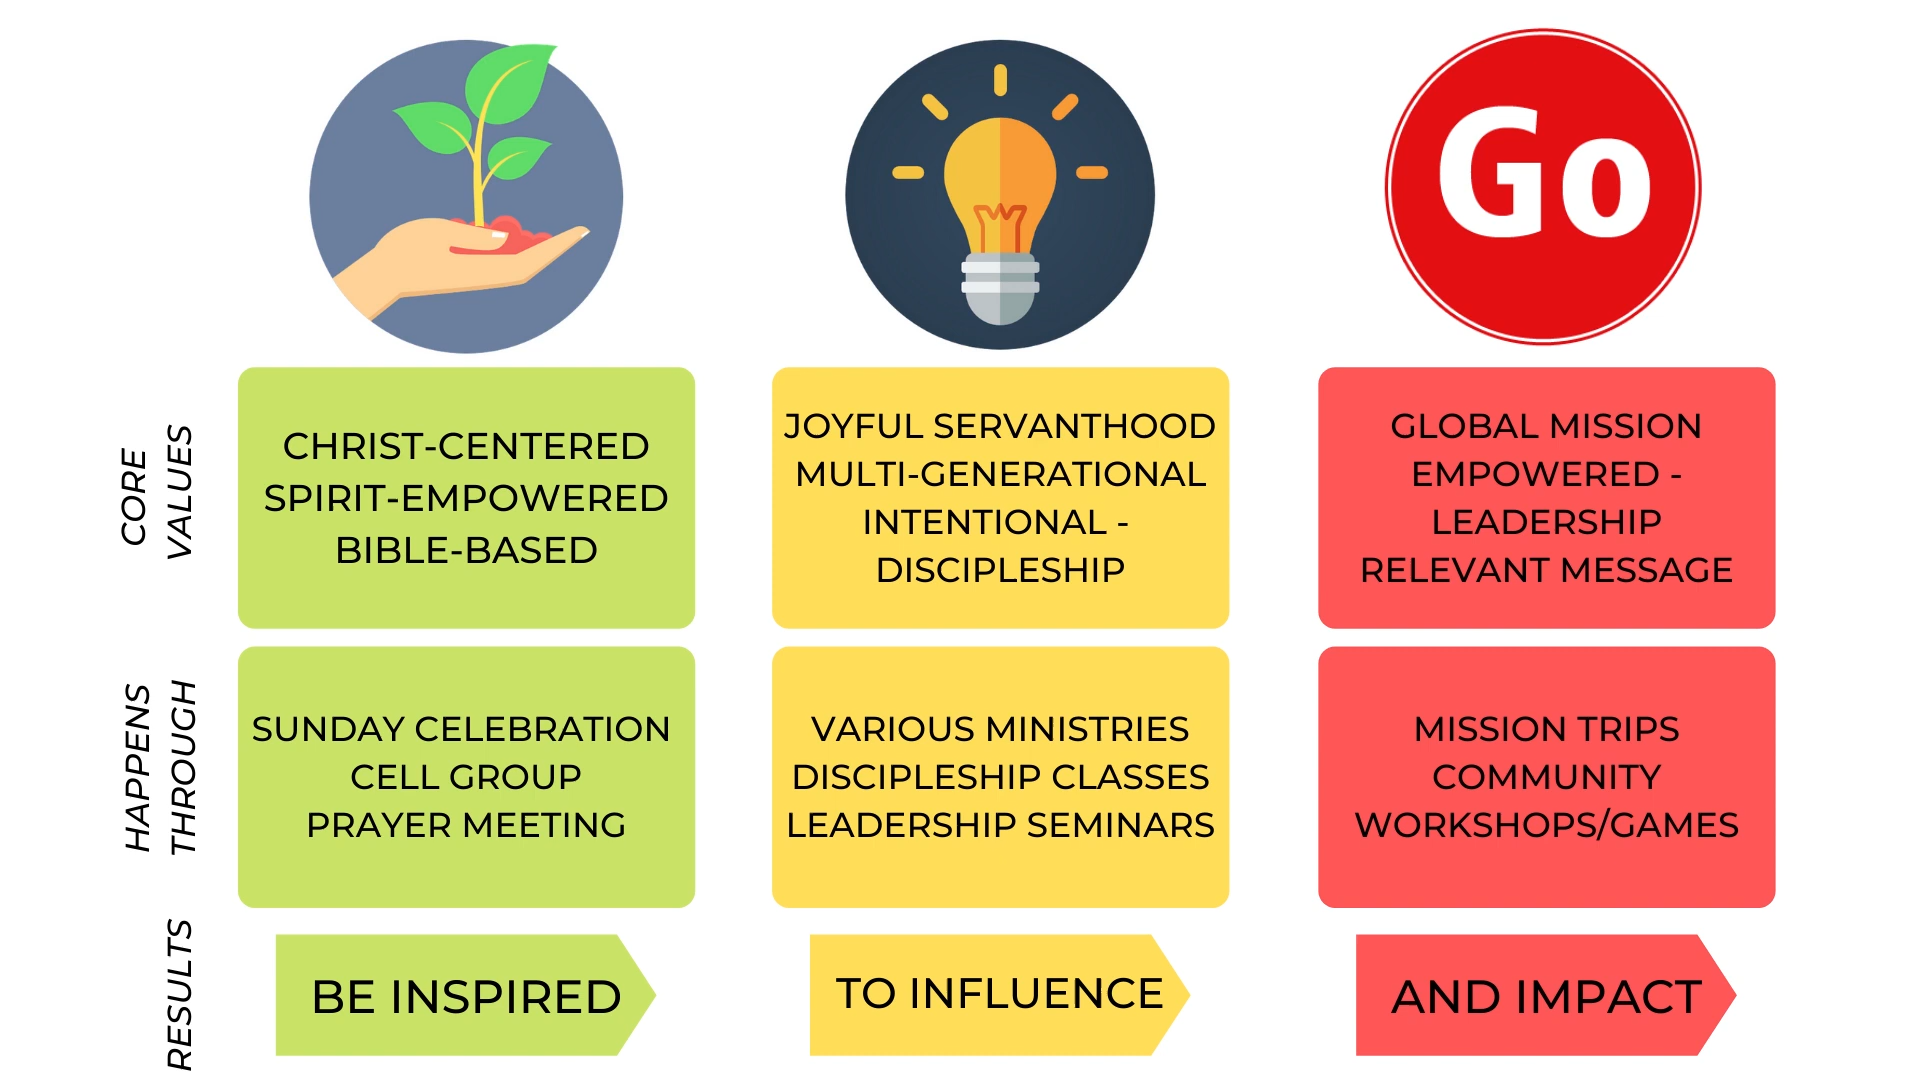 Go
CORE
VALUES
CHRIST-CENTERED
SPIRIT-EMPOWERED
BIBLE-BASED
JOYFUL SERVANTHOOD
MULTI-GENERATIONAL
INTENTIONAL -
DISCIPLESHIP
GLOBAL MISSION
EMPOWERED -
LEADERSHIP
RELEVANT MESSAGE
HAPPENS
THROUGH
SUNDAY CELEBRATION
CELL GROUP
PRAYER MEETING
VARIOUS MINISTRIES
DISCIPLESHIP CLASSES
LEADERSHIP SEMINARS
MISSION TRIPS
COMMUNITY
WORKSHOPS/GAMES
RESULTS
BE INSPIRED
TO INFLUENCE
AND IMPACT